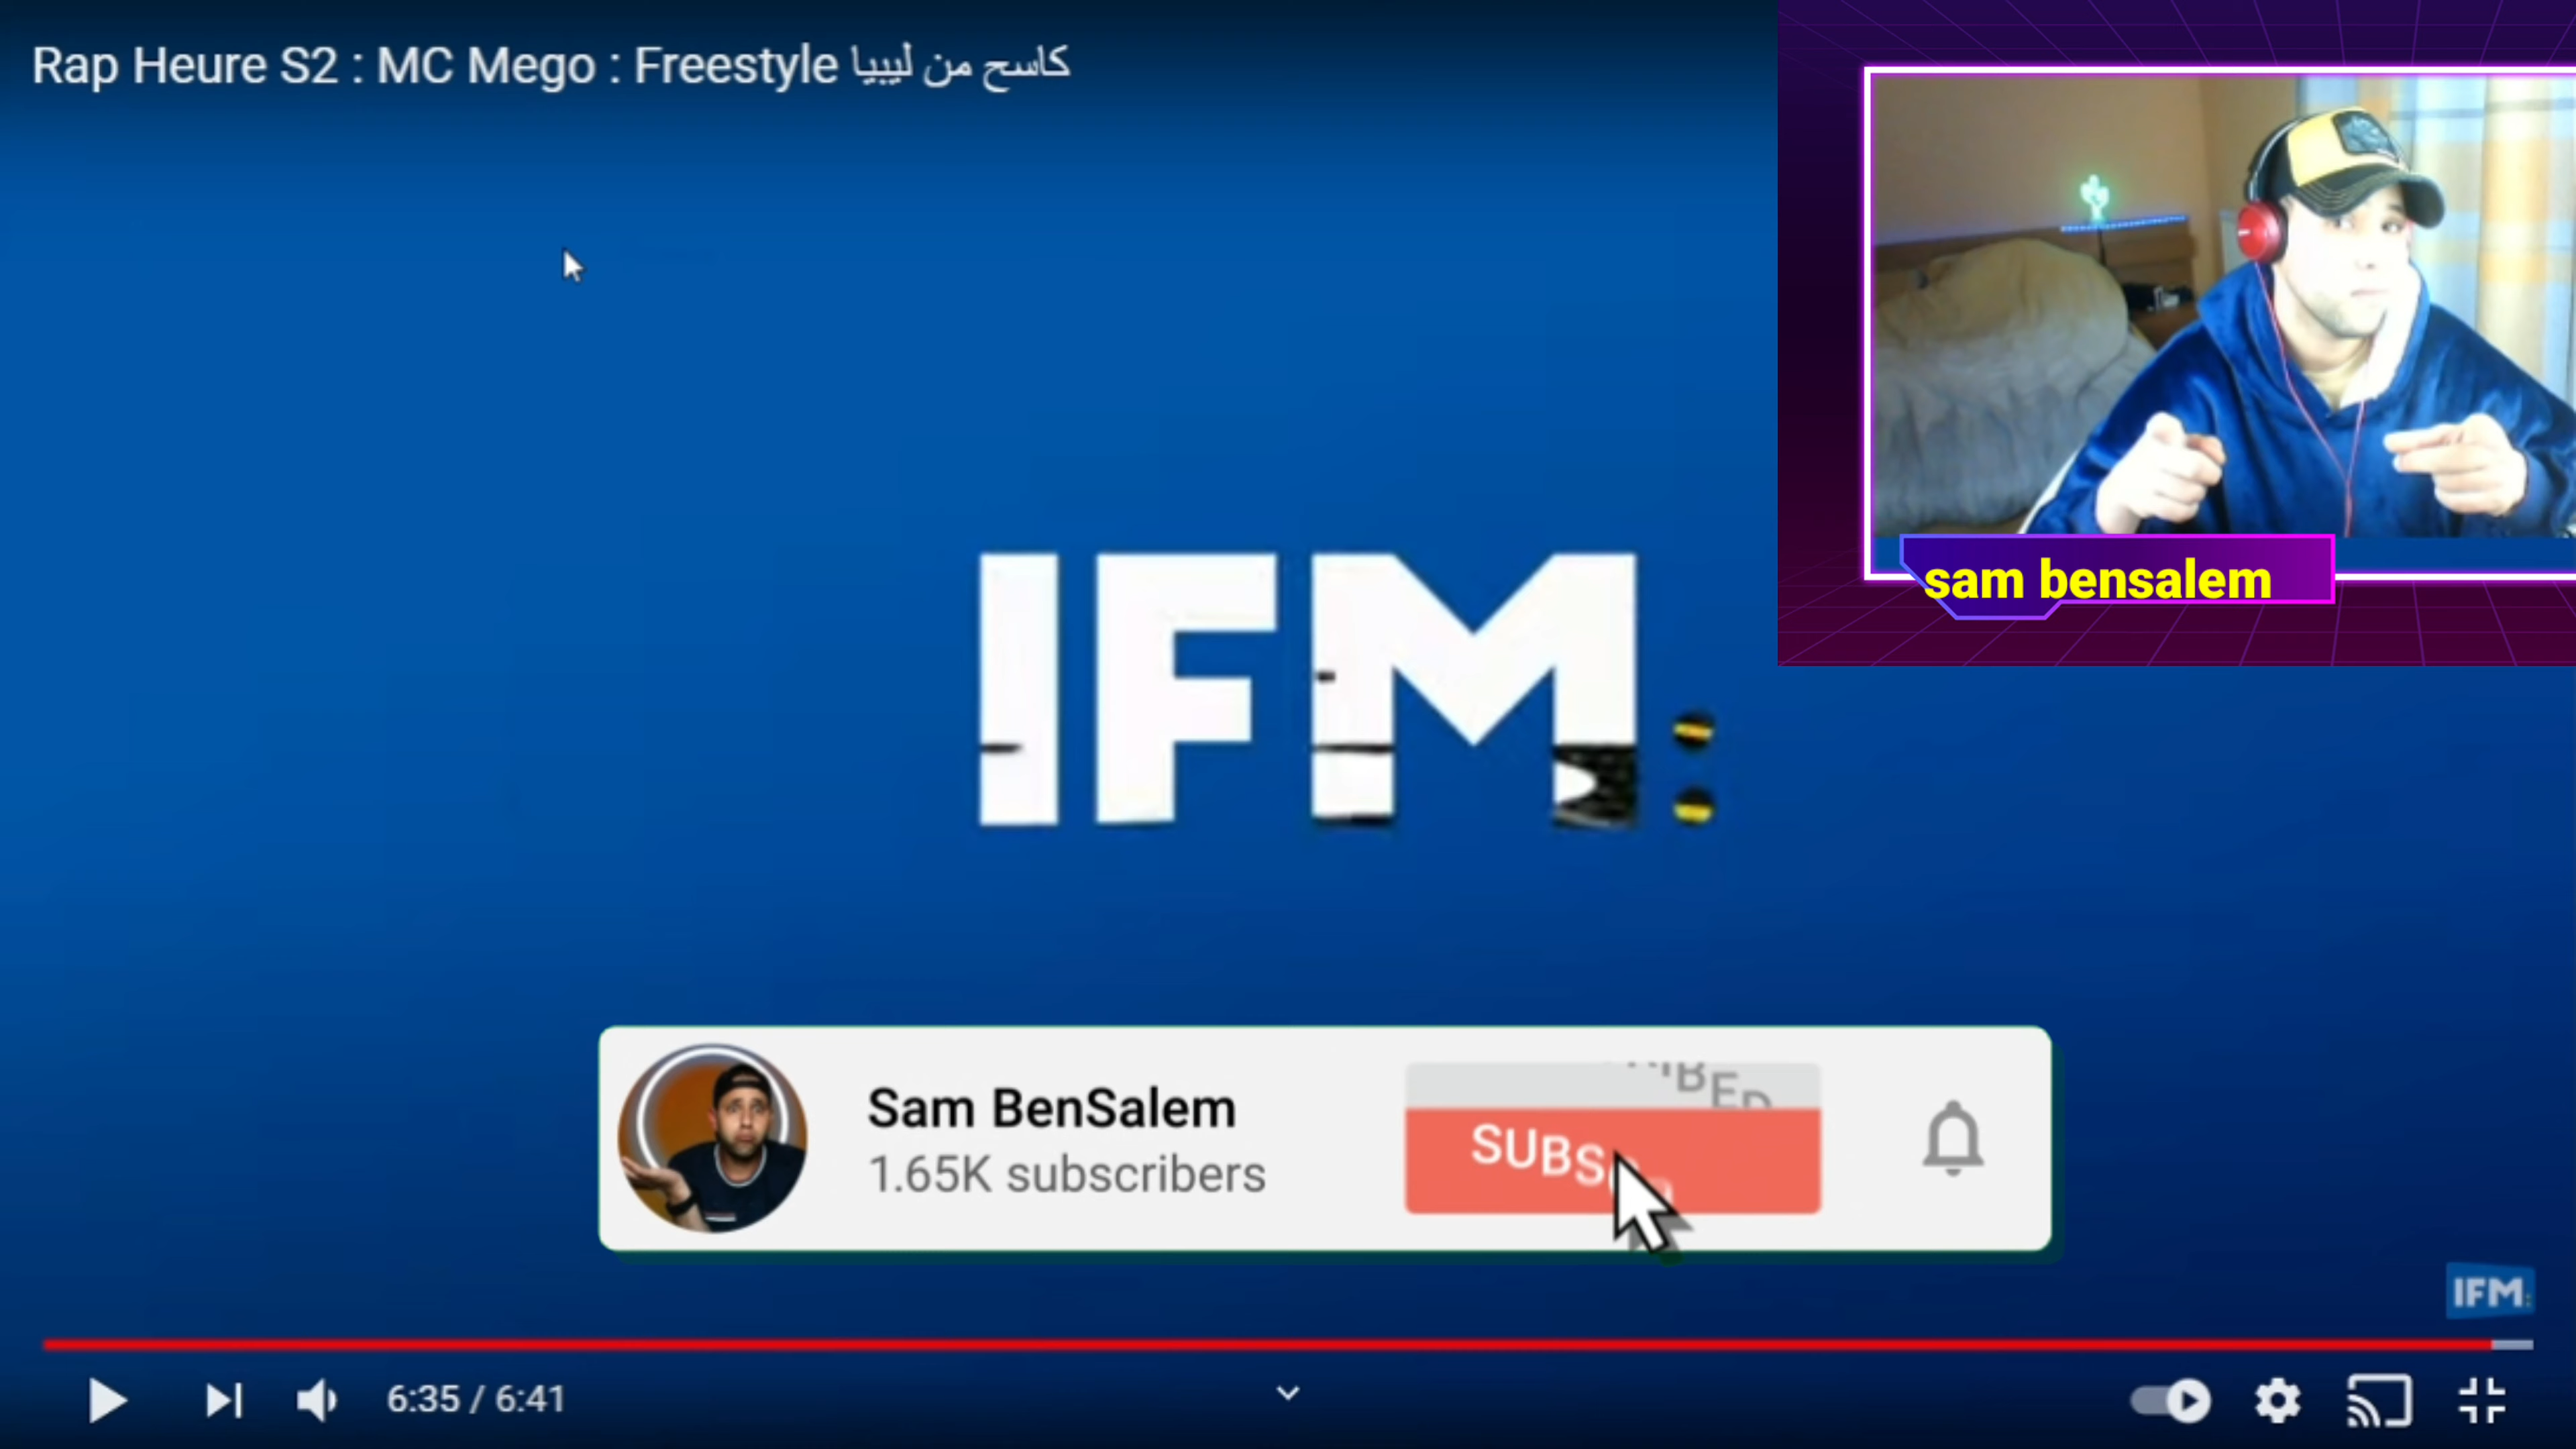 Rap Heure S2 : MC Mego : Freestyle كاسح من ليبيا
sam bensalem
IFM:
Sam BenSalem
1.65K subscribers
IFM:
6:35 / 6:41